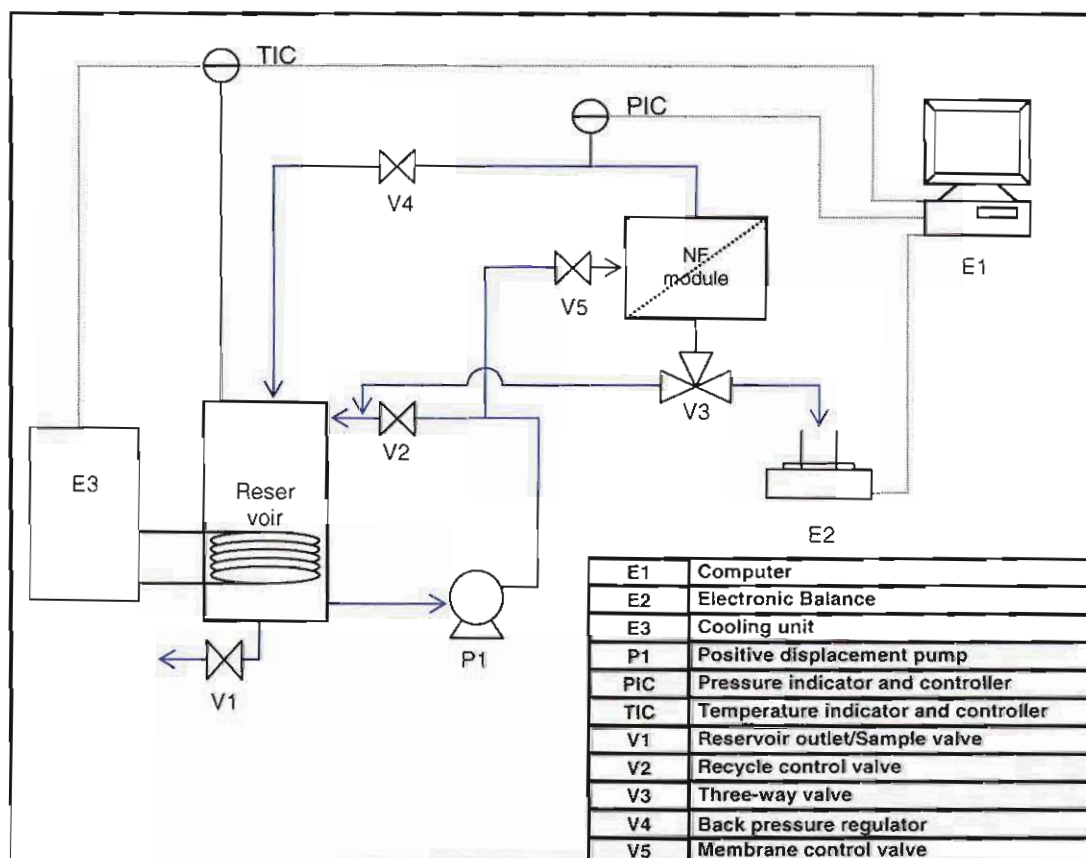 TIC
PIC
V4
NF
module
E1
V5
V3
V2
E3
Reser
voir
E2
P1
V1
E1 Computer
E2 Electronic Balance
E3 Cooling unit
P1 Positive displacement pump
PIC Pressure indicator and controller
TIC Temperature indicator and controller
V1 Reservoir outlet/Sample valve
V2 Recycle control valve
V3 Three-way valve
V4 Back pressure regulator
V5 Membrane control valve